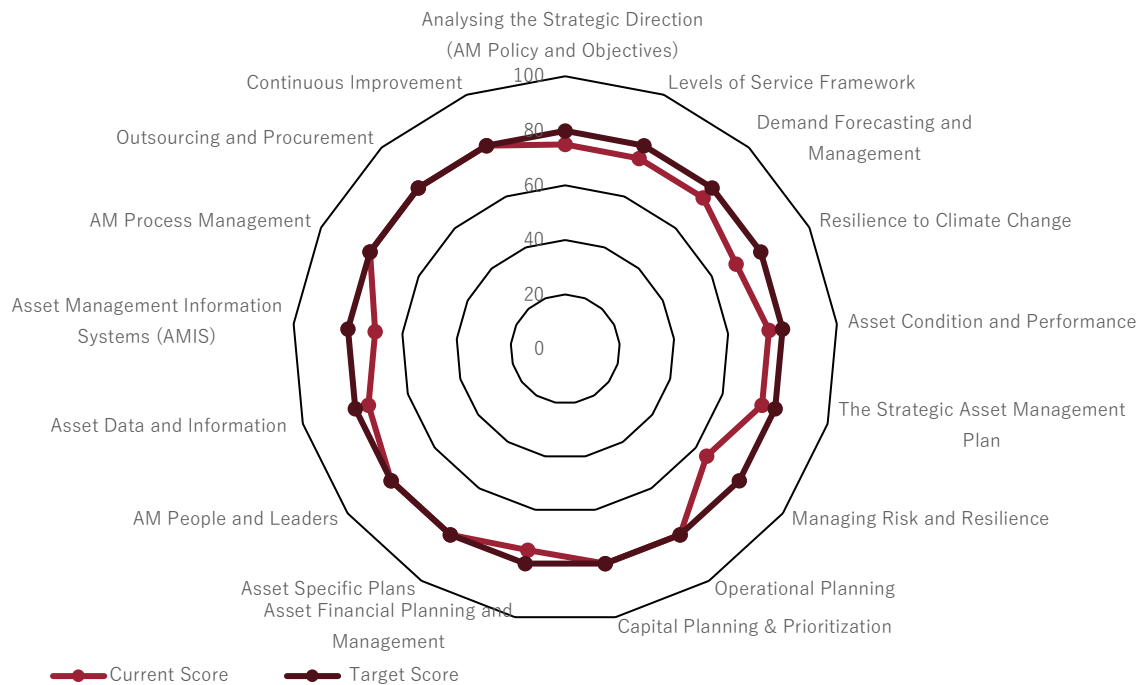 Analysing the Strategic Direction
(AM Policy and Objectives)
Levels of Service Framework
Demand Forecasting and
Management
Resilience to Climate Change
Asset Condition and Performance
The Strategic Asset Management
Plan
Managing Risk and Resilience
Operational Planning
Capital Planning & Prioritization
Asset Financial Planning and
Management
Asset Specific Plans
AM People and Leaders
Asset Data and Information
Asset Management Information
Systems (AMIS)
AM Process Management
Outsourcing and Procurement
Continuous Improvement
100
80
60
40
20
0
Current Score
Target Score